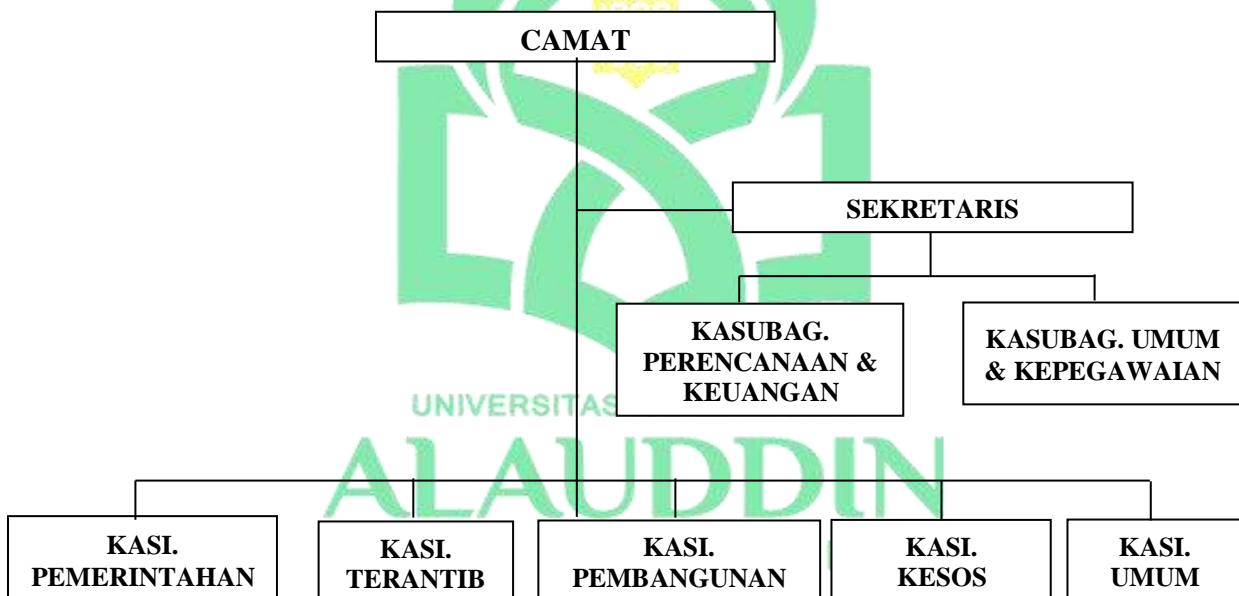 CAMAT
SEKRETARIS
KASUBAG.
PERENCANAAN &
KEUANGAN
KASUBAG. UMUM
& KEPEGAWAIAN
UNIVERSITAS
ALAUDDIN
KASI.
PEMERINTAHAN
KASI.
TERANTIB
KASI.
PEMBANGUNAN
KASI.
KESOS
KASI.
UMUM